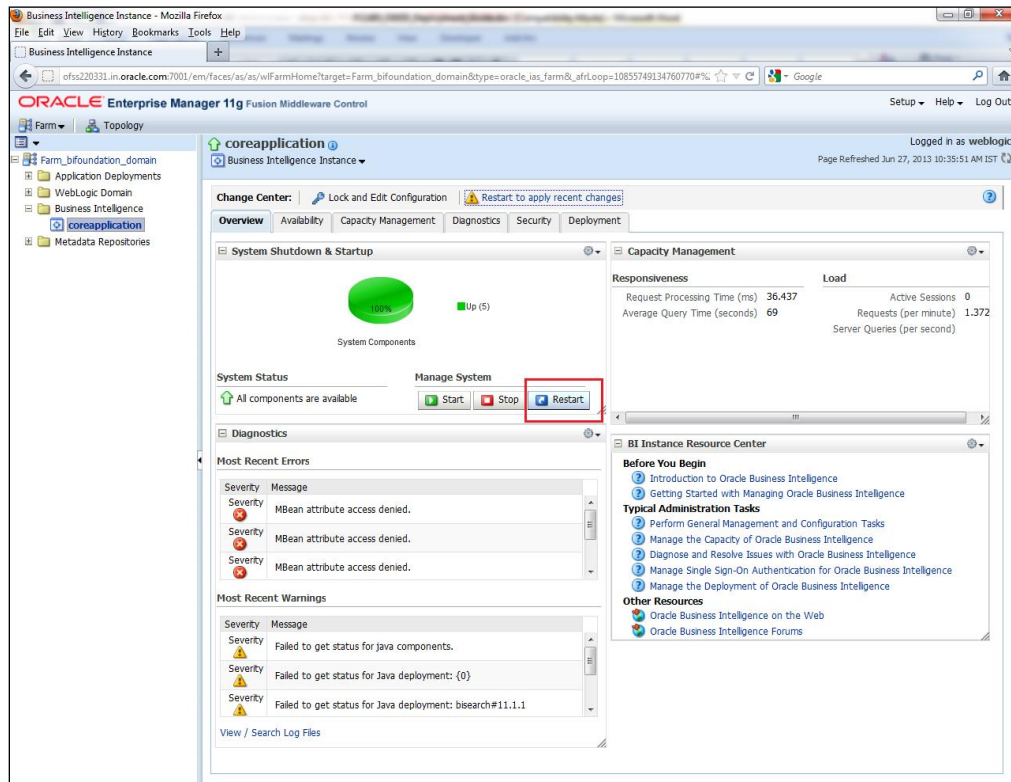 Business Intelligence Instance - Mozilla Firefox
File Edit View History Bookmarks Tools Help
Business Intelligence Instance
ofss220331.in.oracle.com:7001/em/faces/as/as/wlFarmHome?target=Farm_bifoundation_domain&type=oracle_ias_farm&_afrLoop=10855749134760770#%
Google
ORACLE Enterprise Manager 11g Fusion Middleware Control
Setup Help Log Out
Farm Topology
Farm_bifoundation_domain
Application Deployments
WebLogic Domain
Business Intelligence
coreapplication
Metadata Repositories
coreapplication
Business Intelligence Instance
Logged in as weblogic
Page Refreshed Jun 27, 2013 10:35:51 AM IST
Change Center: Lock and Edit Configuration Restart to apply recent changes
Overview Availability Capacity Management Diagnostics Security Deployment
System Shutdown & Startup
100%
Up (5)
System Components
System Status
All components are available
Manage System
Start Stop Restart
Diagnostics
Most Recent Errors
Severity Message
Severity MBean attribute access denied.
Severity MBean attribute access denied.
Severity MBean attribute access denied.
Most Recent Warnings
Severity Message
Severity Failed to get status for java components.
Severity Failed to get status for Java deployment: {0}
Severity Failed to get status for Java deployment: bisearch#11.1.1
View / Search Log Files
Capacity Management
Responsiveness
Request Processing Time (ms) 36.437
Average Query Time (seconds) 69
Load
Active Sessions 0
Requests (per minute) 1.372
Server Queries (per second)
BI Instance Resource Center
Before You Begin
Introduction to Oracle Business Intelligence
Getting Started with Managing Oracle Business Intelligence
Typical Administration Tasks
Perform General Management and Configuration Tasks
Manage the Capacity of Oracle Business Intelligence
Diagnose and Resolve Issues with Oracle Business Intelligence
Manage Single Sign-On Authentication for Oracle Business Intelligence
Manage the Deployment of Oracle Business Intelligence
Other Resources
Oracle Business Intelligence on the Web
Oracle Business Intelligence Forums